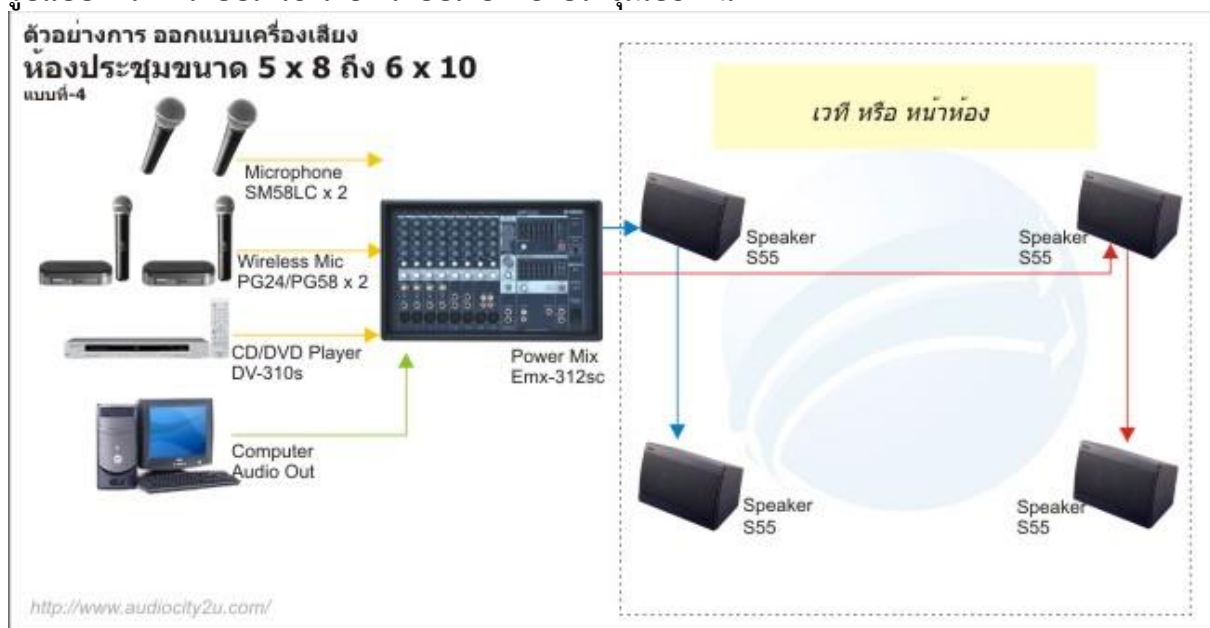 ตัวอย่างการ ออกแบบเครื่องเสียง
ห้องประชุมขนาด 5 x 8 ถึง 6 x 10
แบบที่-4
เวที หรือ หน้าห้อง
Microphone
SM58LC x 2
Wireless Mic
PG24/PG58 x 2
CD/DVD Player
DV-310s
Computer
Audio Out
Power Mix
Emx-312sc
Speaker
S55
Speaker
S55
Speaker
S55
Speaker
S55
http://www.audiocity2u.com/